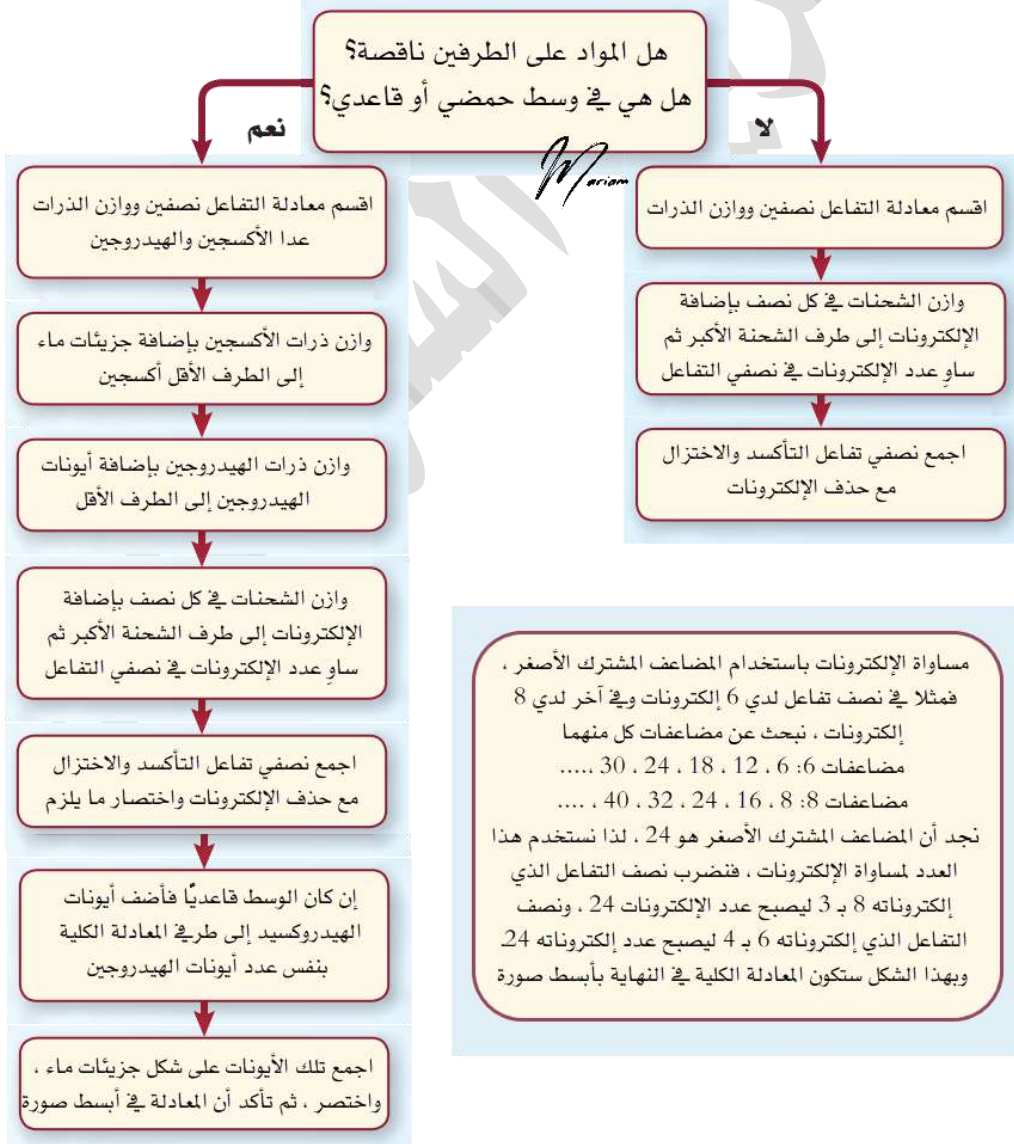 هل المواد على الطرفين ناقصة؟
هل هي في وسط حمضي أو قاعدي؟
نعم
لا
Mariam
اقسم معادلة التفاعل نصفين ووازن الذرات
عدا الأكسجين والهيدروجين
وازن ذرات الأكسجين بإضافة جزيئات ماء
إلى الطرف الأقل أكسجين
وازن ذرات الهيدروجين بإضافة أيونات
الهيدروجين إلى الطرف الأقل
وازن الشحنات في كل نصف بإضافة
الإلكترونات إلى طرف الشحنة الأكبر ثم
ساوِ عدد الإلكترونات في نصفي التفاعل
اجمع نصفي تفاعل التأكسد والاختزال
مع حذف الإلكترونات واختصار ما يلزم
إن كان الوسط قاعديًّا فأضف أيونات
الهيدروكسيد إلى طرفي المعادلة الكلية
بنفس عدد أيونات الهيدروجين
اجمع تلك الأيونات على شكل جزيئات ماء ،
واختصر ، ثم تأكد أن المعادلة في أبسط صورة
اقسم معادلة التفاعل نصفين ووازن الذرات
وازن الشحنات في كل نصف بإضافة
الإلكترونات إلى طرف الشحنة الأكبر ثم
ساوِ عدد الإلكترونات في نصفي التفاعل
اجمع نصفي تفاعل التأكسد والاختزال
مع حذف الإلكترونات
مساواة الإلكترونات باستخدام المضاعف المشترك الأصغر ،
فمثلا في نصف تفاعل لدي 6 إلكترونات وفي آخر لدي 8
إلكترونات ، نبحث عن مضاعفات كل منهما
مضاعفات 6: 6 ، 12 ، 18 ، 24 ، 30 ، ....
مضاعفات 8: 8 ، 16 ، 24 ، 32 ، 40 ، ....
نجد أن المضاعف المشترك الأصغر هو 24 ، لذا نستخدم هذا
العدد لمساواة الإلكترونات ، فنضرب نصف التفاعل الذي
إلكتروناته 8 بـ 3 ليصبح عدد الإلكترونات 24 ، ونصف
التفاعل الذي إلكتروناته 6 بـ 4 ليصبح عدد إلكتروناته 24.
وبهذا الشكل ستكون المعادلة الكلية في النهاية بأبسط صورة